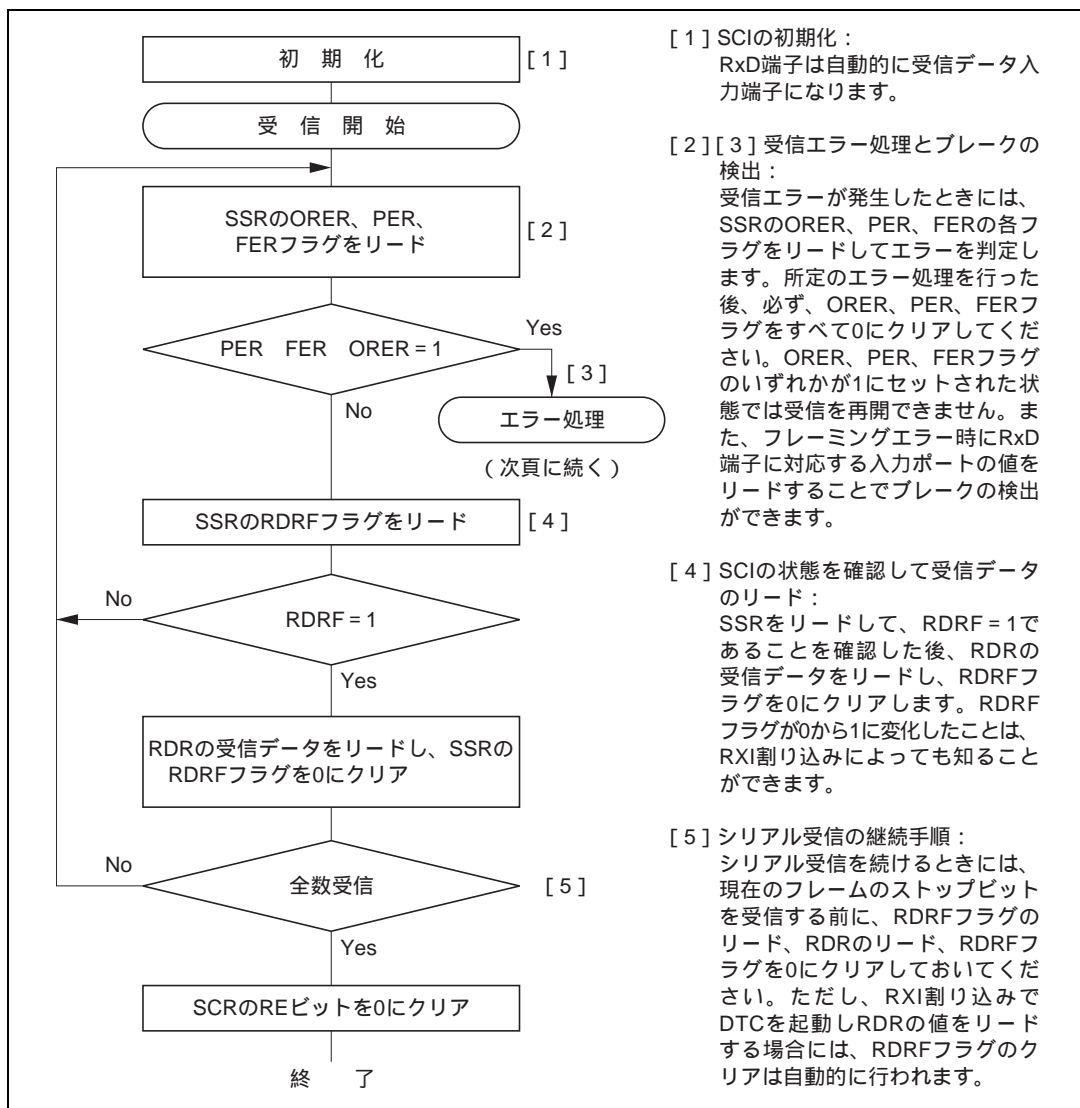 初 期 化 [ 1 ]
受 信 開 始
SSRのORER、PER、
FERフラグをリード [ 2 ]
PER FER ORER = 1
Yes
[ 3 ]
No
エラー処理
( 次頁に続く )
SSRのRDRFフラグをリード [ 4 ]
No
RDRF = 1
Yes
RDRの受信データをリードし、SSRの
RDRFフラグを0にクリア
No
全数受信 [ 5 ]
Yes
SCRのREビットを0にクリア
終 了
[ 1 ] SCIの初期化：
RxD端子は自動的に受信データ入
力端子になります。
[ 2 ] [ 3 ] 受信エラー処理とブレークの
検出：
受信エラーが発生したときには、
SSRのORER、PER、FERの各フ
ラグをリードしてエラーを判定し
ます。所定のエラー処理を行った
後、必ず、ORER、PER、FERフ
ラグをすべて0にクリアしてくだ
さい。ORER、PER、FERフラグ
のいずれかが1にセットされた状
態では受信を再開できません。ま
た、フレーミングエラー時にRxD
端子に対応する入力ポートの値を
リードすることでブレークの検出
ができます。
[ 4 ] SCIの状態を確認して受信データ
のリード：
SSRをリードして、RDRF = 1で
あることを確認した後、RDRの
受信データをリードし、RDRFフ
ラグを0にクリアします。RDRF
フラグが0から1に変化したことは、
RXI割り込みによっても知ること
ができます。
[ 5 ] シリアル受信の継続手順：
シリアル受信を続けるときには、
現在のフレームのストップビット
を受信する前に、RDRFフラグの
リード、RDRのリード、RDRFフ
ラグを0にクリアしておいてくだ
さい。ただし、RXI割り込みで
DTCを起動しRDRの値をリード
する場合には、RDRFフラグのク
リアは自動的に行われます。